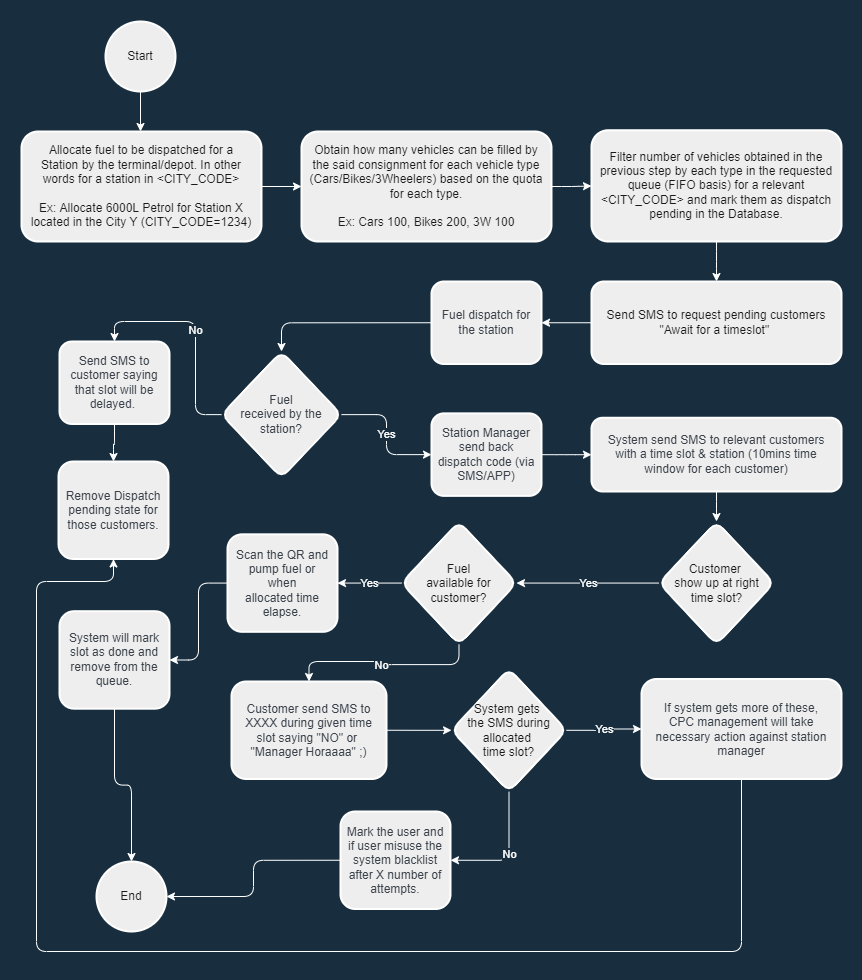 Start
Allocate fuel to be dispatched for a
Station by the terminal/depot. In other
words for a station in <CITY_CODE>
Ex: Allocate 6000L Petrol for Station X
located in the City Y (CITY_CODE=1234)
Obtain how many vehicles can be filled by
the said consignment for each vehicle type
(Cars/Bikes/3Wheelers) based on the quota
for each type.
Ex: Cars 100, Bikes 200, 3W 100
Filter number of vehicles obtained in the
previous step by each type in the requested
queue (FIFO basis) for a relevant
<CITY_CODE> and mark them as dispatch
pending in the Database.
Send SMS to request pending customers
"Await for a timeslot"
Fuel dispatch for
the station
No
Send SMS to
customer saying
that slot will be
delayed.
Fuel
received by the
station?
Yes
Station Manager
send back
dispatch code (via
SMS/APP)
System send SMS to relevant customers
with a time slot & station (10mins time
window for each customer)
Remove Dispatch
pending state for
those customers.
Scan the QR and
pump fuel or
when
allocated time
elapse.
Yes
Fuel
available for
customer?
Yes
Customer
show up at right
time slot?
System will mark
slot as done and
remove from the
queue.
No
Customer send SMS to
XXXX during given time
slot saying "NO" or
"Manager Horaaaa" ;)
System gets
the SMS during
allocated
time slot?
Yes
If system gets more of these,
CPC management will take
necessary action against station
manager
No
Mark the user and
if user misuse the
system blacklist
after X number of
attempts.
End